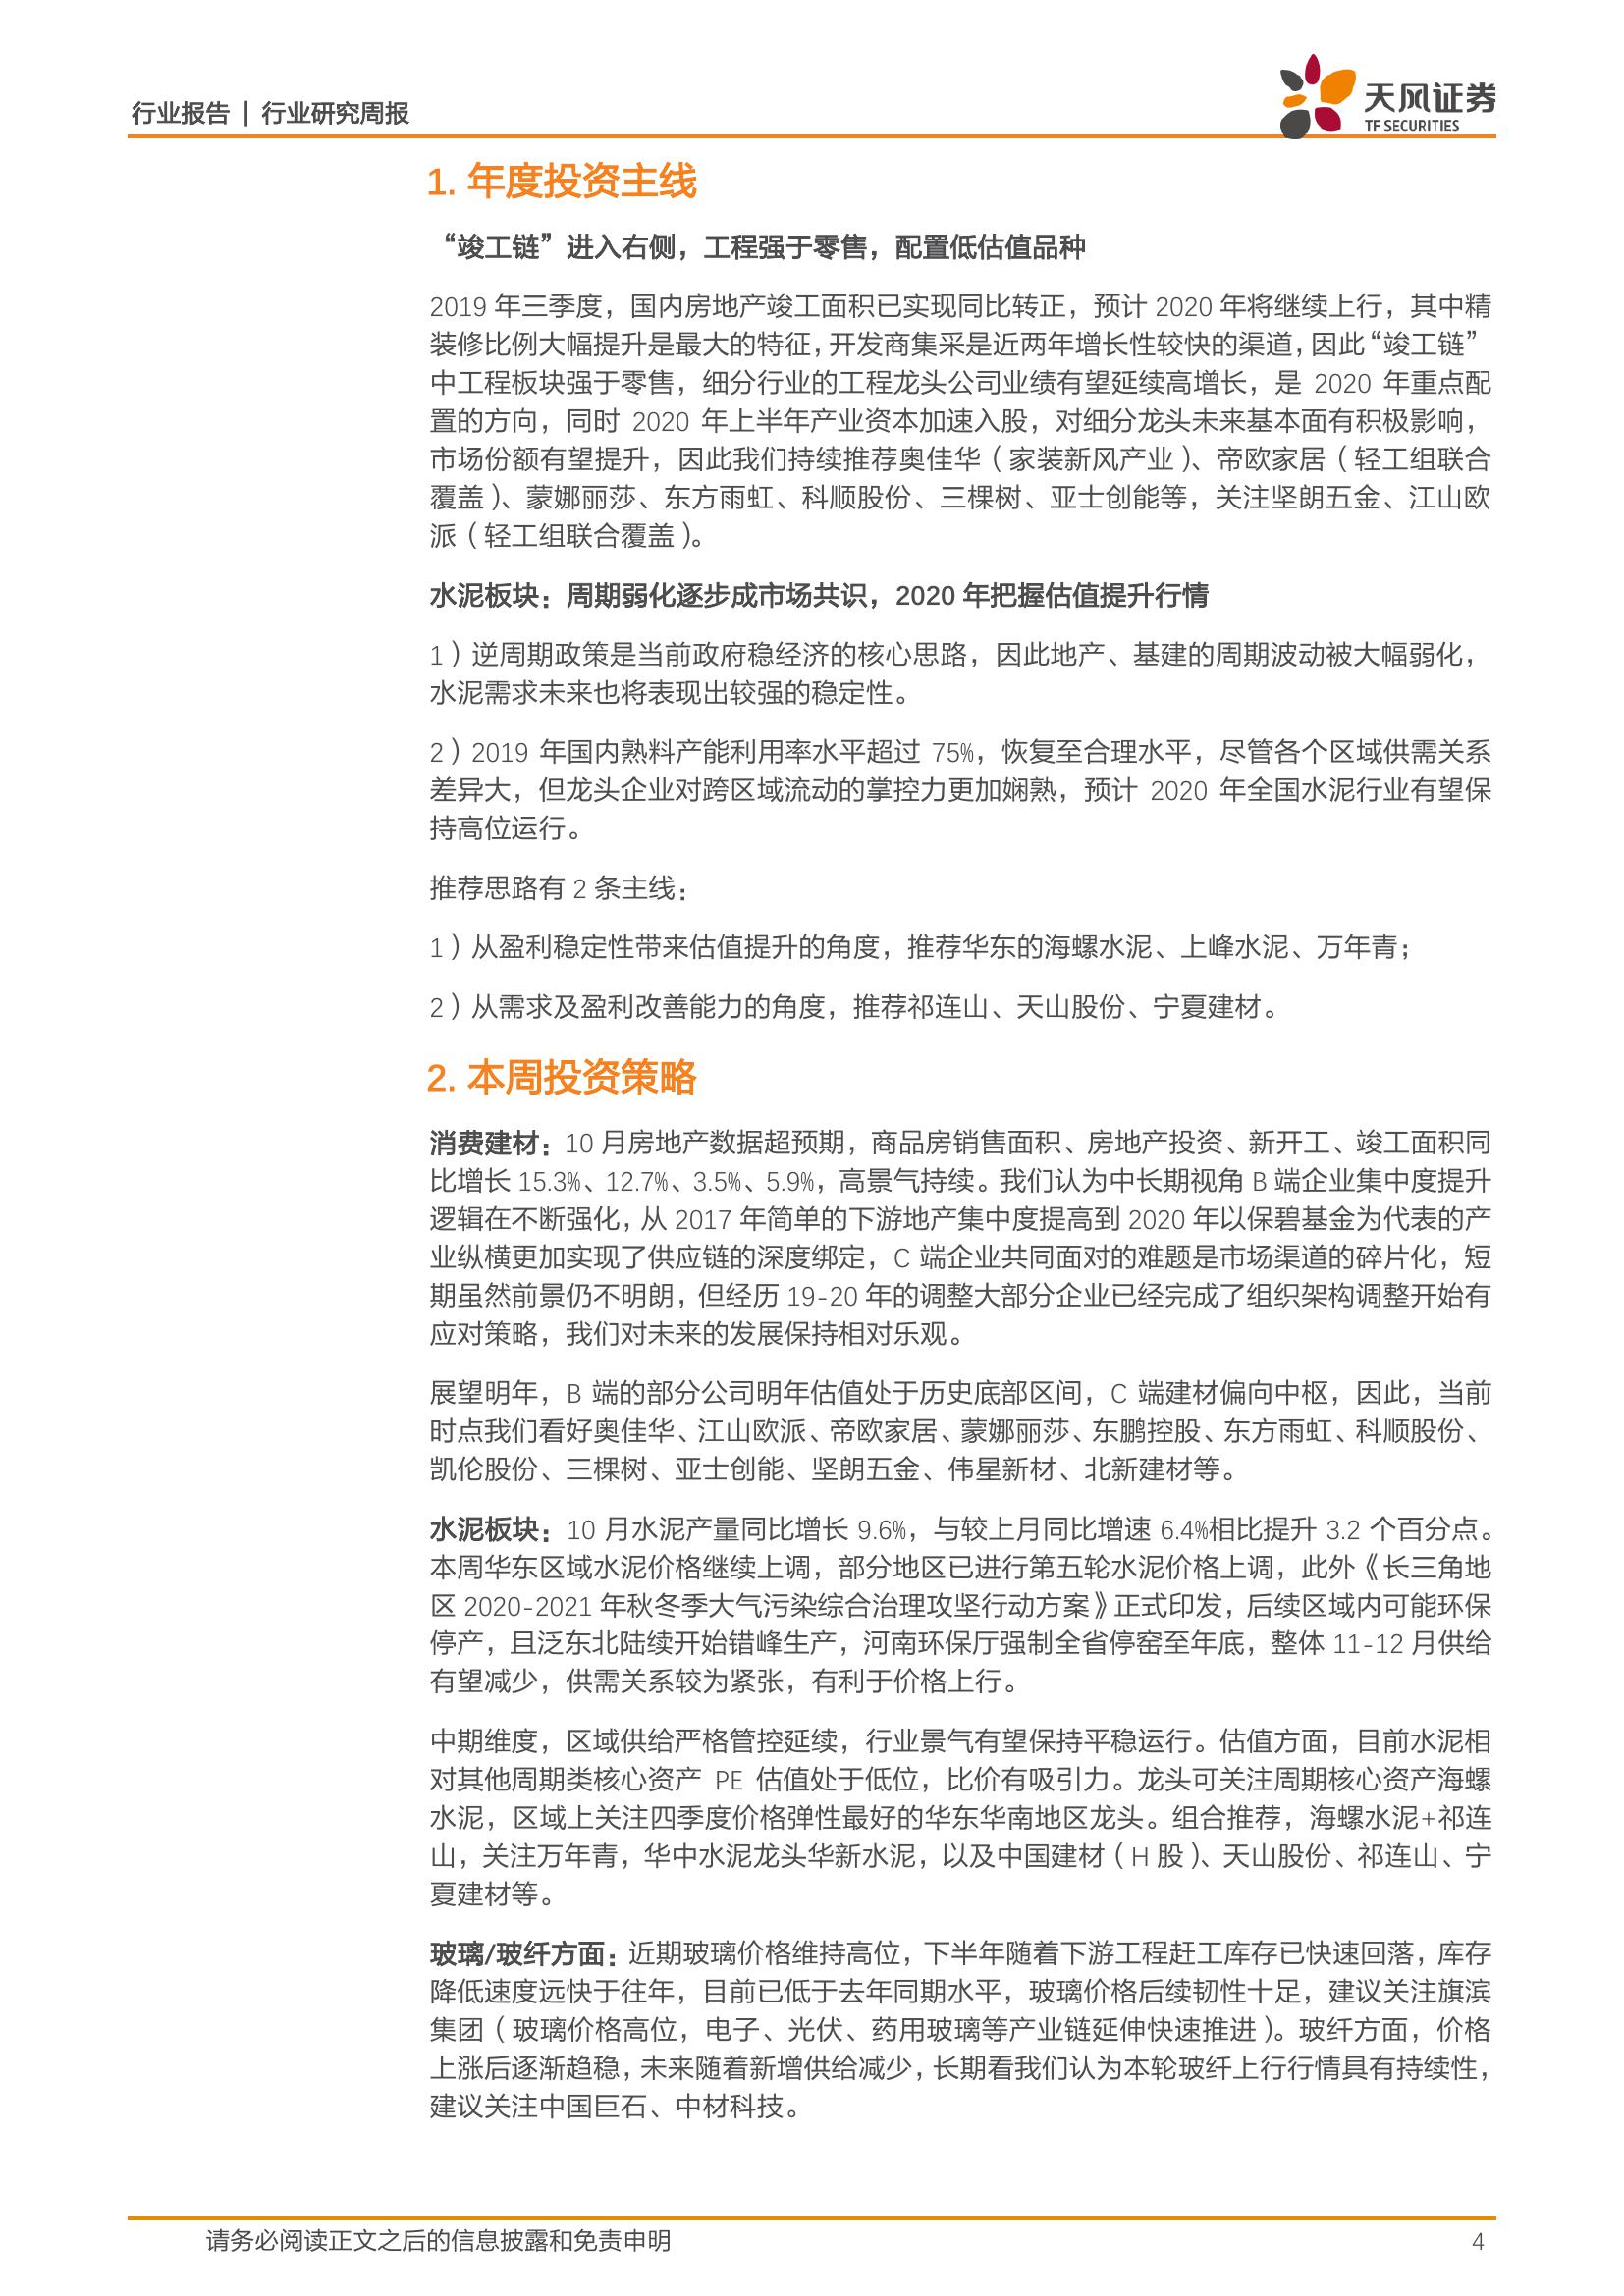 行业报告 | 行业研究周报
天风证券
TF SECURITIES
1. 年度投资主线
“竣工链”进入右侧，工程强于零售，配置低估值品种
2019 年三季度，国内房地产竣工面积已实现同比转正，预计 2020 年将继续上行，其中精
装修比例大幅提升是最大的特征，开发商集采是近两年增长性较快的渠道，因此“竣工链”
中工程板块强于零售，细分行业的工程龙头公司业绩有望延续高增长，是 2020 年重点配
置的方向，同时 2020 年上半年产业资本加速入股，对细分龙头未来基本面有积极影响，
市场份额有望提升，因此我们持续推荐奥佳华（家装新风产业）、帝欧家居（轻工组联合
覆盖）、蒙娜丽莎、东方雨虹、科顺股份、三棵树、亚士创能等，关注坚朗五金、江山欧
派（轻工组联合覆盖）。
水泥板块：周期弱化逐步成市场共识，2020 年把握估值提升行情
1）逆周期政策是当前政府稳经济的核心思路，因此地产、基建的周期波动被大幅弱化，
水泥需求未来也将表现出较强的稳定性。
2）2019 年国内熟料产能利用率水平超过 75%，恢复至合理水平，尽管各个区域供需关系
差异大，但龙头企业对跨区域流动的掌控力更加娴熟，预计 2020 年全国水泥行业有望保
持高位运行。
推荐思路有 2 条主线：
1）从盈利稳定性带来估值提升的角度，推荐华东的海螺水泥、上峰水泥、万年青；
2）从需求及盈利改善能力的角度，推荐祁连山、天山股份、宁夏建材。
2. 本周投资策略
消费建材：10 月房地产数据超预期，商品房销售面积、房地产投资、新开工、竣工面积同
比增长 15.3%、12.7%、3.5%、5.9%，高景气持续。我们认为中长期视角 B 端企业集中度提升
逻辑在不断强化，从 2017 年简单的下游地产集中度提高到 2020 年以保碧基金为代表的产
业纵横更加实现了供应链的深度绑定，C 端企业共同面对的难题是市场渠道的碎片化，短
期虽然前景仍不明朗，但经历 19-20 年的调整大部分企业已经完成了组织架构调整开始有
应对策略，我们对未来的发展保持相对乐观。
展望明年，B 端的部分公司明年估值处于历史底部区间，C 端建材偏向中枢，因此，当前
时点我们看好奥佳华、江山欧派、帝欧家居、蒙娜丽莎、东鹏控股、东方雨虹、科顺股份、
凯伦股份、三棵树、亚士创能、坚朗五金、伟星新材、北新建材等。
水泥板块：10 月水泥产量同比增长 9.6%，与较上月同比增速 6.4%相比提升 3.2 个百分点。
本周华东区域水泥价格继续上调，部分地区已进行第五轮水泥价格上调，此外《长三角地
区 2020-2021 年秋冬季大气污染综合治理攻坚行动方案》正式印发，后续区域内可能环保
停产，且泛东北陆续开始错峰生产，河南环保厅强制全省停窑至年底，整体 11-12 月供给
有望减少，供需关系较为紧张，有利于价格上行。
中期维度，区域供给严格管控延续，行业景气有望保持平稳运行。估值方面，目前水泥相
对其他周期类核心资产 PE 估值处于低位，比价有吸引力。龙头可关注周期核心资产海螺
水泥，区域上关注四季度价格弹性最好的华东华南地区龙头。组合推荐，海螺水泥+祁连
山，关注万年青，华中水泥龙头华新水泥，以及中国建材（H 股）、天山股份、祁连山、宁
夏建材等。
玻璃/玻纤方面：近期玻璃价格维持高位，下半年随着下游工程赶工库存已快速回落，库存
降低速度远快于往年，目前已低于去年同期水平，玻璃价格后续韧性十足，建议关注旗滨
集团（玻璃价格高位，电子、光伏、药用玻璃等产业链延伸快速推进）。玻纤方面，价格
上涨后逐渐趋稳，未来随着新增供给减少，长期看我们认为本轮玻纤上行行情具有持续性，
建议关注中国巨石、中材科技。
请务必阅读正文之后的信息披露和免责申明
4